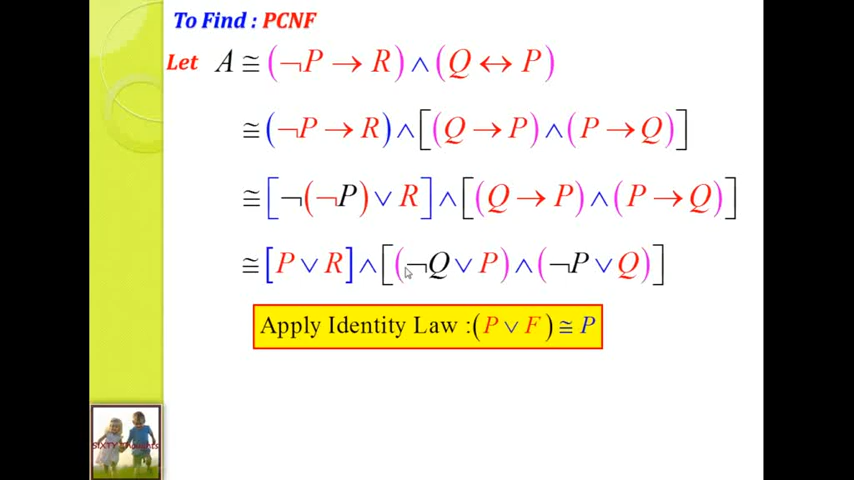 To Find : PCNF
Let A ≅ (¬P → R) ∧ (Q ↔ P)
≅ (¬P → R) ∧ [(Q → P) ∧ (P → Q)]
≅ [¬(¬P) ∨ R] ∧ [(Q → P) ∧ (P → Q)]
≅ [P ∨ R] ∧ [(¬Q ∨ P) ∧ (¬P ∨ Q)]
Apply Identity Law : (P ∨ F) ≅ P